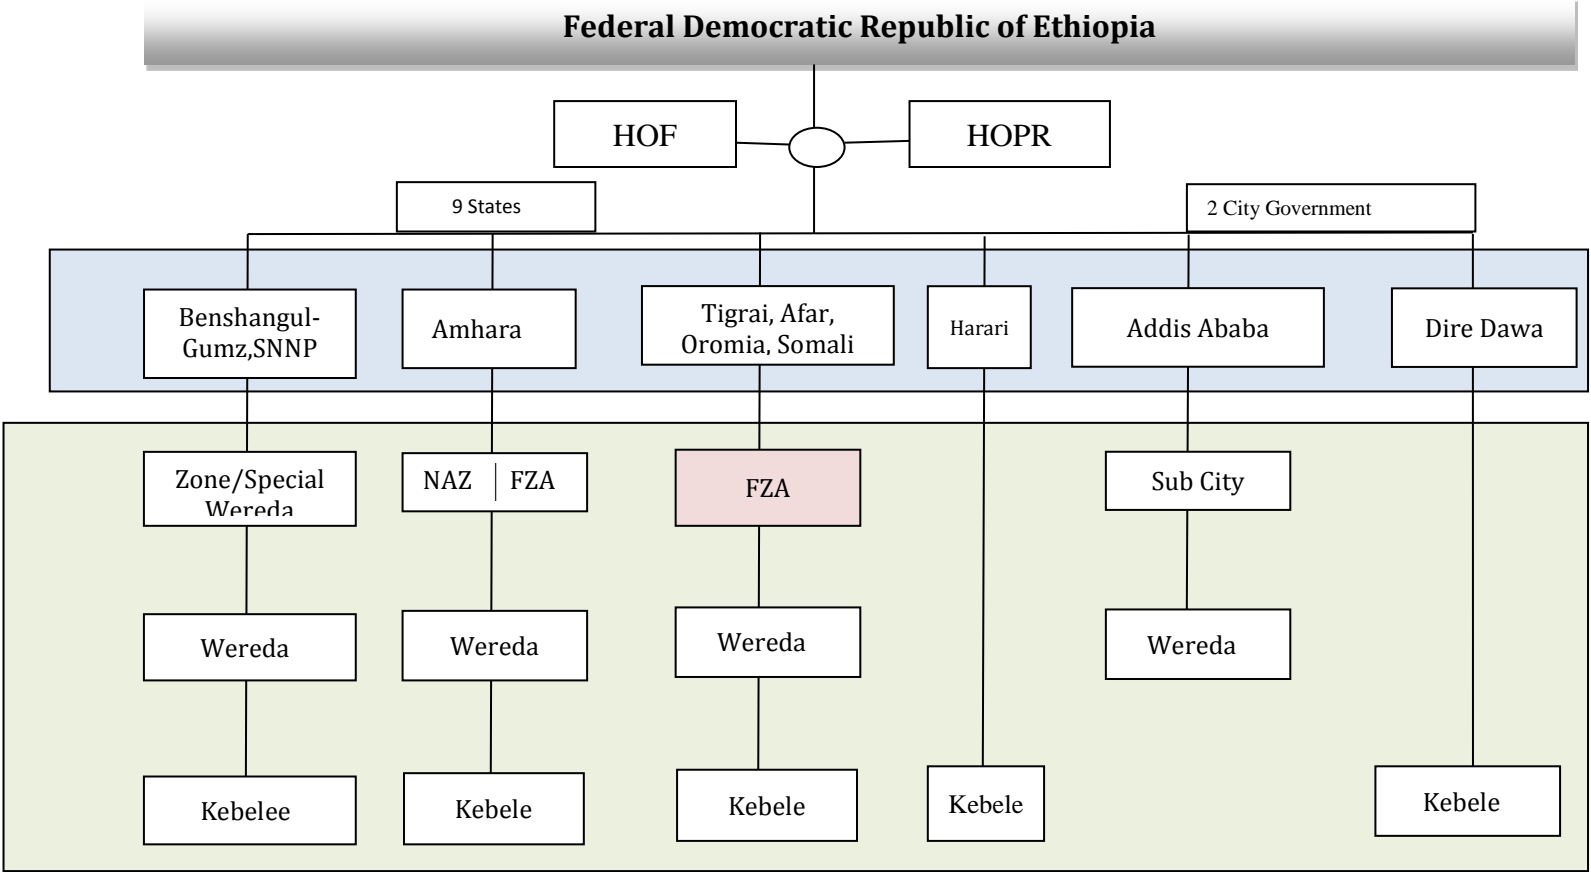 Federal Democratic Republic of Ethiopia
HOF
HOPR
9 States
2 City Government
Benshangul-
Gumz,SNNP
Amhara
Tigrai, Afar,
Oromia, Somali
Harari
Addis Ababa
Dire Dawa
Zone/Special
Wereda
NAZ
FZA
FZA
Sub City
Wereda
Wereda
Wereda
Wereda
Kebelee
Kebele
Kebele
Kebele
Kebele